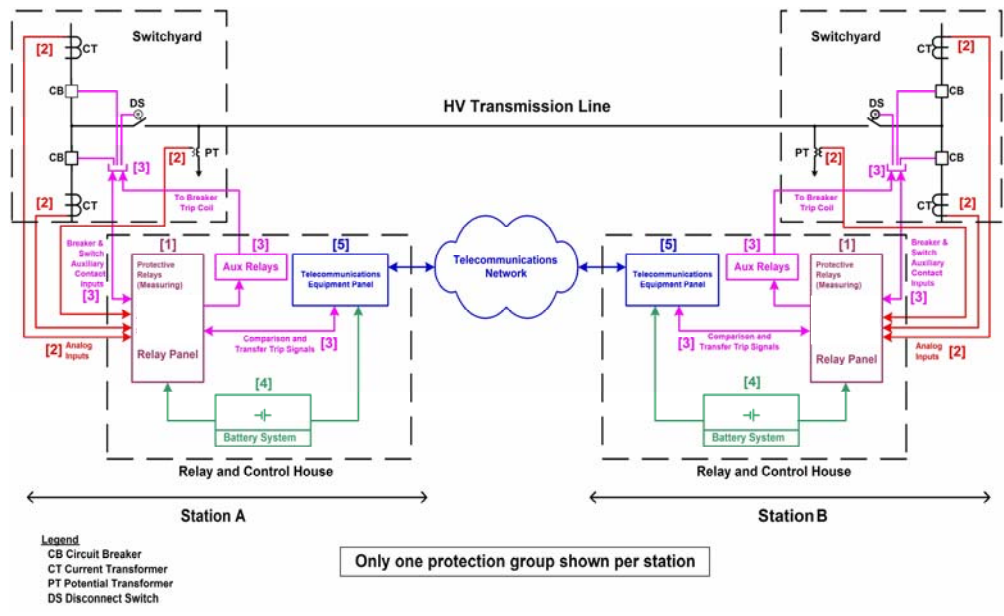 Switchyard
[2]
CT
CB
DS
CB
[2]
PT
[3]
[2]
CT
To Breaker
Trip Coil
HV Transmission Line
Switchyard
CT
[2]
DS
CB
PT
[2]
CB
[3]
[2]
CT
To Breaker
Trip Coil
Breaker &
Switch
Auxiliary
Contact
Inputs
[3]
[2]
Analog
Inputs
[1]
Protective
Relays
(Measuring)
Relay Panel
[3]
Aux Relays
[5]
Telecommunications
Equipment Panel
Comparison and
Transfer Trip Signals
[3]
[4]
Battery System
Relay and Control House
Telecommunications
Network
[5]
Telecommunications
Equipment Panel
[3]
Aux Relays
[1]
Protective
Relays
(Measuring)
Relay Panel
Breaker &
Switch
Auxiliary
Contact
Inputs
[3]
Analog
Inputs
[2]
[3]
Comparison and
Transfer Trip Signals
[4]
Battery System
Relay and Control House
Station A
Station B
Legend
CB Circuit Breaker
CT Current Transformer
PT Potential Transformer
DS Disconnect Switch
Only one protection group shown per station